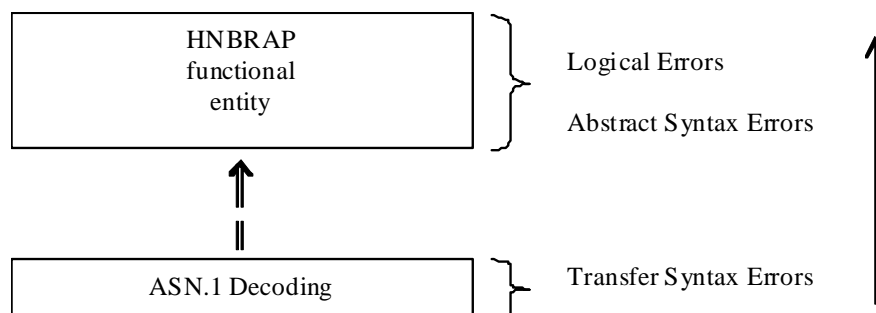 HNBRAP
functional
entity
Logical Errors
Abstract Syntax Errors
ASN.1 Decoding
Transfer Syntax Errors